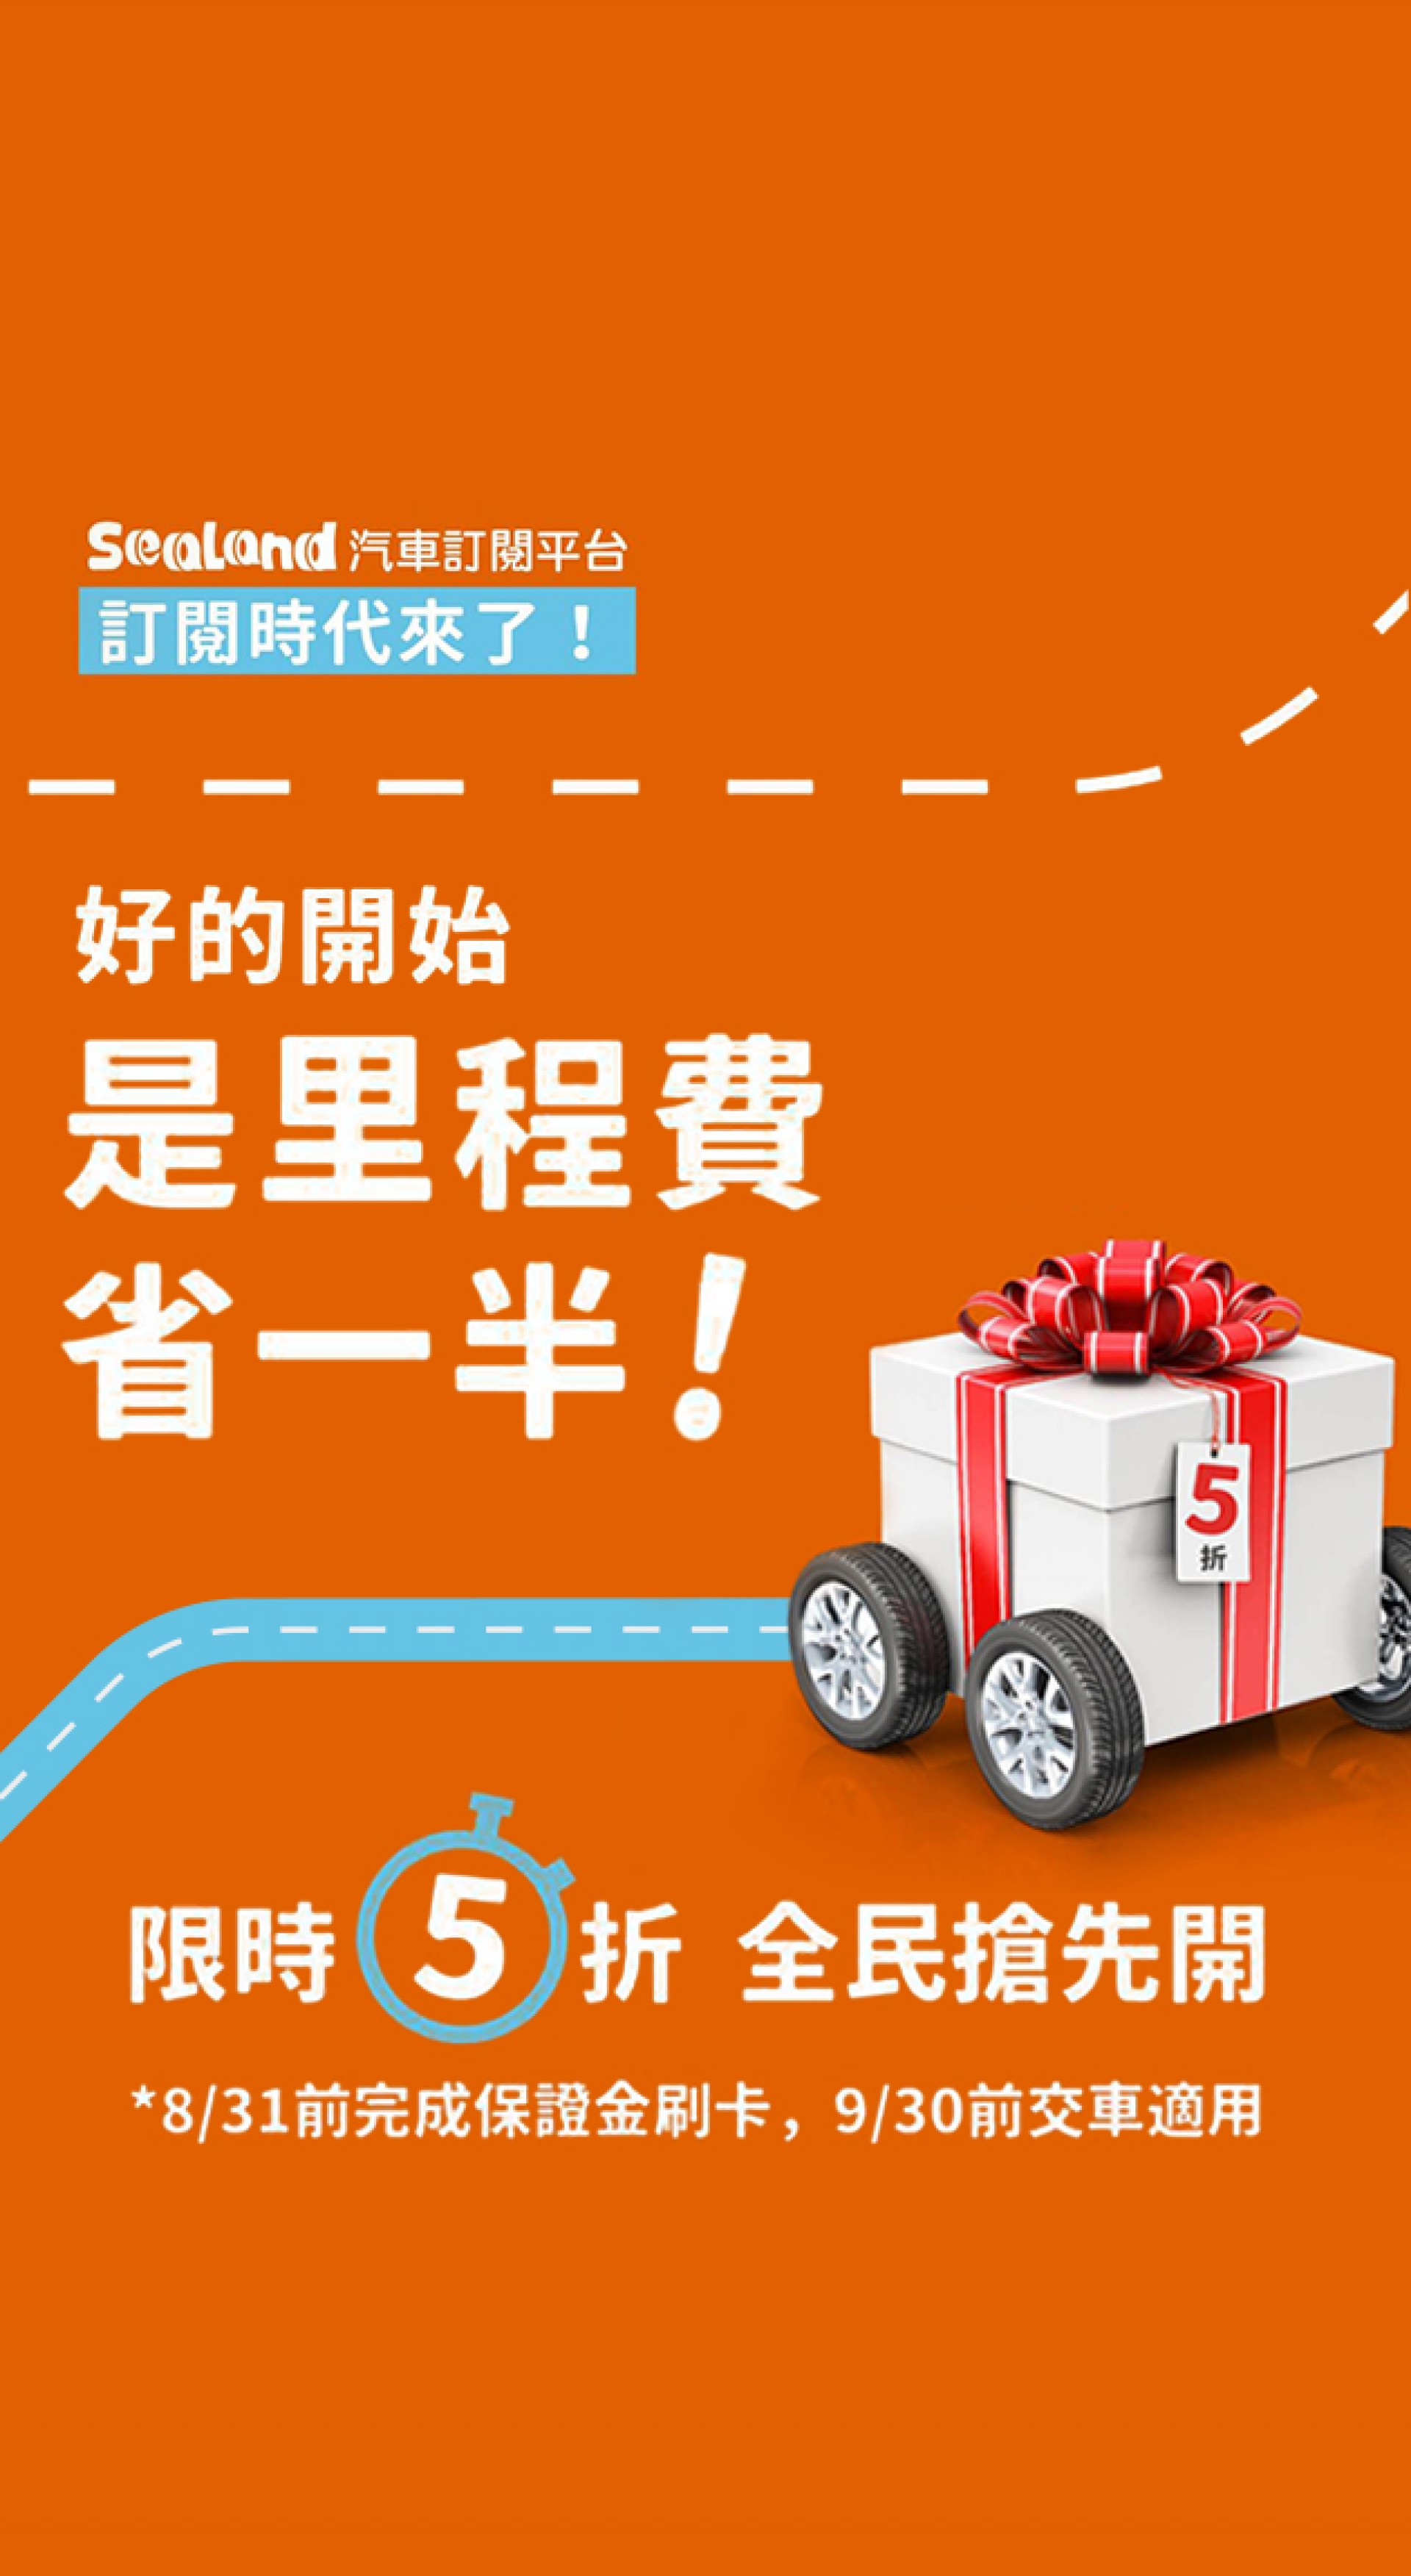 Sealand 汽車訂閱平台
訂閱時代來了！
好的開始
是里程費
省一半！
5
折
限時5折 全民搶先開
*8/31前完成保證金刷卡，9/30前交車適用